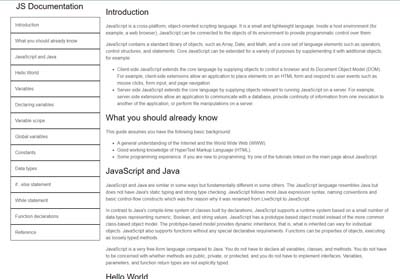 JS Documentation
Introduction
What you should already know
JavaScript and Java
Hello World
Variables
Declaring variables
Variable scope
Global variables
Constants
Data types
if...else statement
While statement
Function declarations
Reference
Introduction
JavaScript is a cross-platform, object-oriented scripting language. It is a small and lightweight language. Inside a host environment (for
example, a web browser), JavaScript can be connected to the objects of its environment to provide programmatic control over them.
JavaScript contains a standard library of objects, such as Array, Date, and Math, and a core set of language elements such as operators,
control structures, and statements. Core JavaScript can be extended for a variety of purposes by supplementing it with additional objects;
for example:
Client-side JavaScript extends the core language by supplying objects to control a browser and its Document Object Model (DOM).
For example, client-side extensions allow an application to place elements on an HTML form and respond to user events such as
mouse clicks, form input, and page navigation.
Server-side JavaScript extends the core language by supplying objects relevant to running JavaScript on a server. For example,
server-side extensions allow an application to communicate with a database, provide continuity of information from one invocation to
another of the application, or perform file manipulations on a server.
What you should already know
This guide assumes you have the following basic background:
A general understanding of the Internet and the World Wide Web (WWW).
Good working knowledge of HyperText Markup Language (HTML).
Some programming experience. If you are new to programming, try one of the tutorials linked on the main page about JavaScript.
JavaScript and Java
JavaScript and Java are similar in some ways but fundamentally different in some others. The JavaScript language resembles Java but
does not have Java's static typing and strong type checking. JavaScript follows most Java expression syntax, naming conventions and
basic control-flow constructs which was the reason why it was renamed from LiveScript to JavaScript.
In contrast to Java's compile-time system of classes built by declarations, JavaScript supports a runtime system based on a small number of
data types representing numeric, Boolean, and string values. JavaScript has a prototype-based object model instead of the more common
class-based object model. The prototype-based model provides dynamic inheritance; that is, what is inherited can vary for individual
objects. JavaScript also supports functions without any special declarative requirements. Functions can be properties of objects, executing
as loosely typed methods.
JavaScript is a very free-form language compared to Java. You do not have to declare all variables, classes, and methods. You do not have
to be concerned with whether methods are public, private, or protected, and you do not have to implement interfaces. Variables,
parameters, and function return types are not explicitly typed.
Hello World